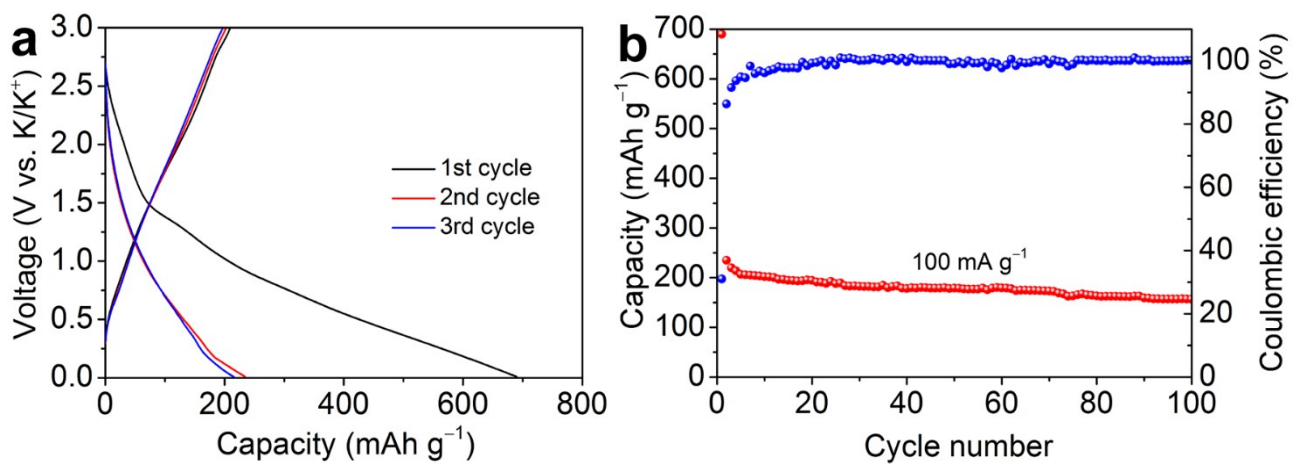 a
3.0
2.5
2.0
1.5
1.0
0.5
0.0
Voltage (V vs. K/K⁺)
1st cycle
2nd cycle
3rd cycle
0 200 400 600 800
Capacity (mAh g⁻¹)
b
700
600
500
400
300
200
150
100
50
0
Capacity (mAh g⁻¹)
100 mA g⁻¹
100
80
60
40
20
0
Coulombic efficiency (%)
0 20 40 60 80 100
Cycle number